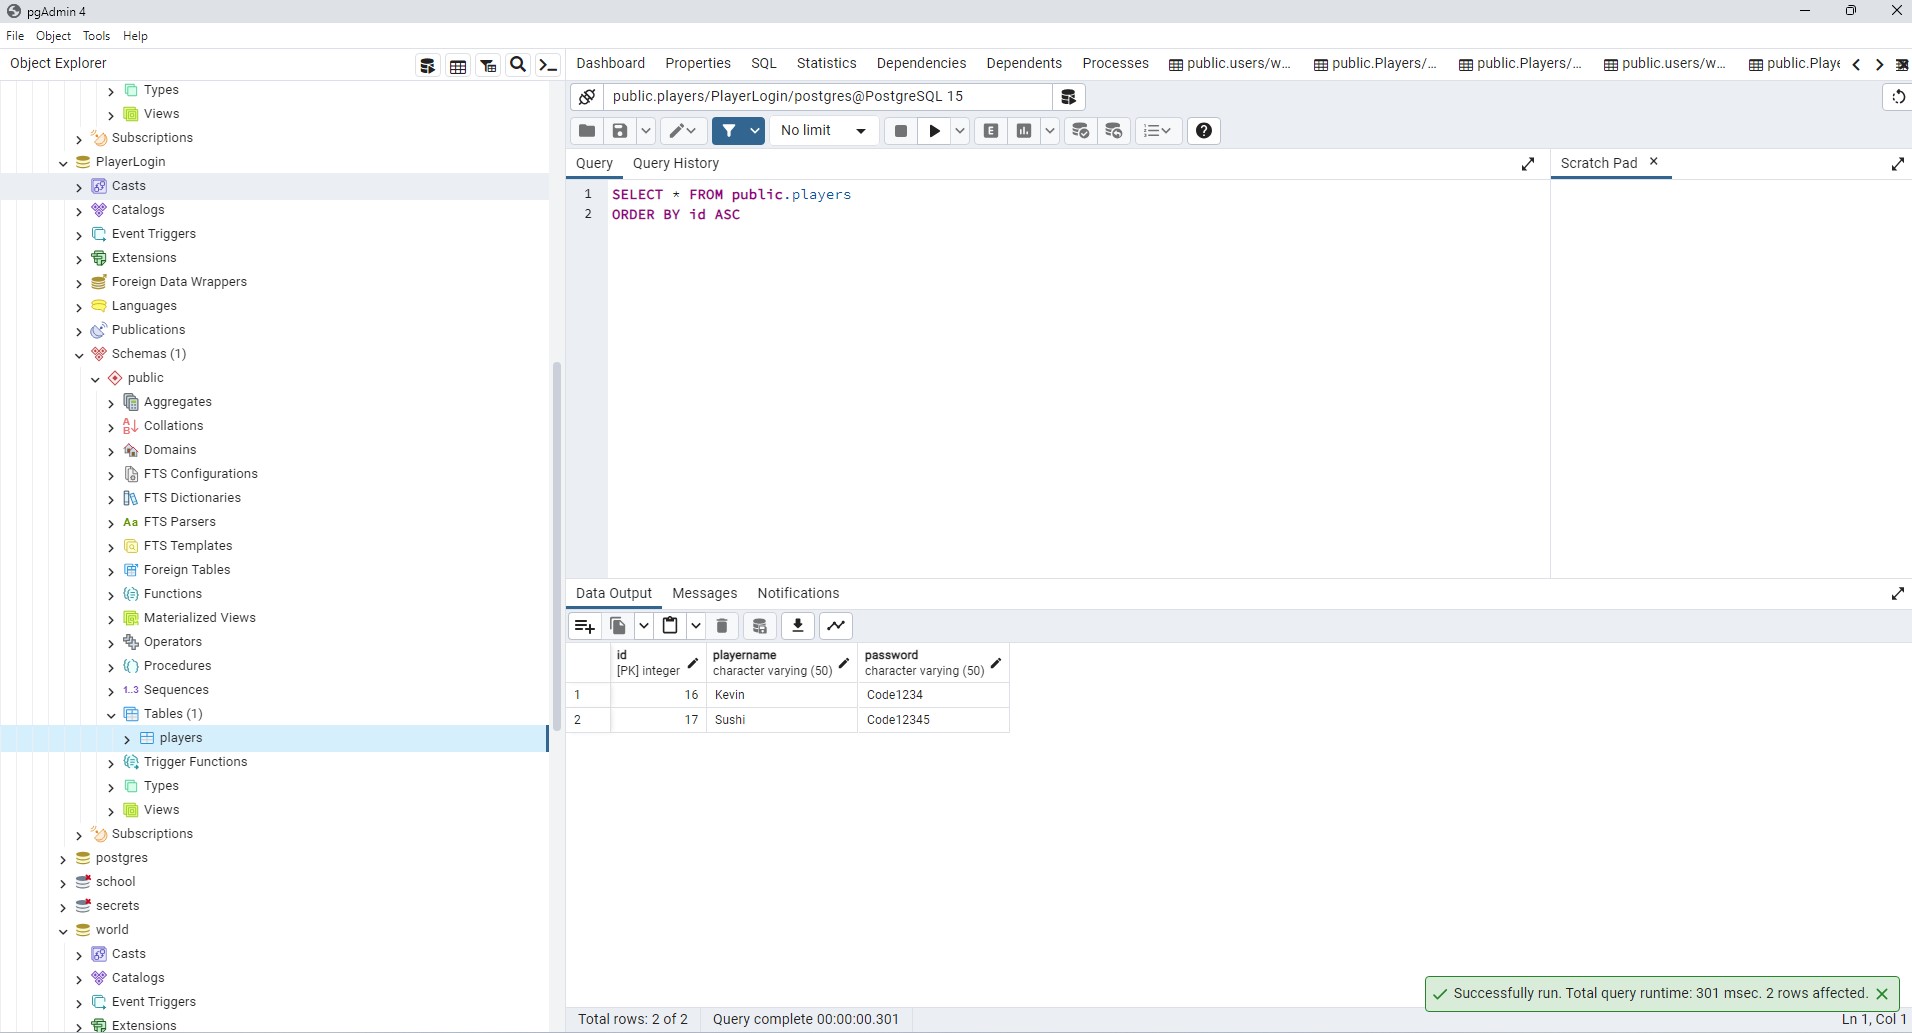 pgAdmin 4
File Object Tools Help
Object Explorer
Types
Views
Subscriptions
PlayerLogin
Casts
Catalogs
Event Triggers
Extensions
Foreign Data Wrappers
Languages
Publications
Schemas (1)
public
Aggregates
Collations
Domains
FTS Configurations
FTS Dictionaries
Aa FTS Parsers
FTS Templates
Foreign Tables
Functions
Materialized Views
Operators
Procedures
1..3 Sequences
Tables (1)
players
Trigger Functions
Types
Views
Subscriptions
postgres
school
secrets
world
Casts
Catalogs
Event Triggers
Extensions
Dashboard Properties SQL Statistics Dependencies Dependents Processes public.users/w... public.Players/... public.Players/... public.users/w... public.Playe
public.players/PlayerLogin/postgres@PostgreSQL 15
No limit
E
Query Query History
Scratch Pad
1 SELECT * FROM public.players
2 ORDER BY id ASC
Data Output Messages Notifications
id playername password
[PK] integer character varying (50) character varying (50)
1 16 Kevin Code1234
2 17 Sushi Code12345
Successfully run. Total query runtime: 301 msec. 2 rows affected.
Total rows: 2 of 2 Query complete 00:00:00.301 Ln 1, Col 1